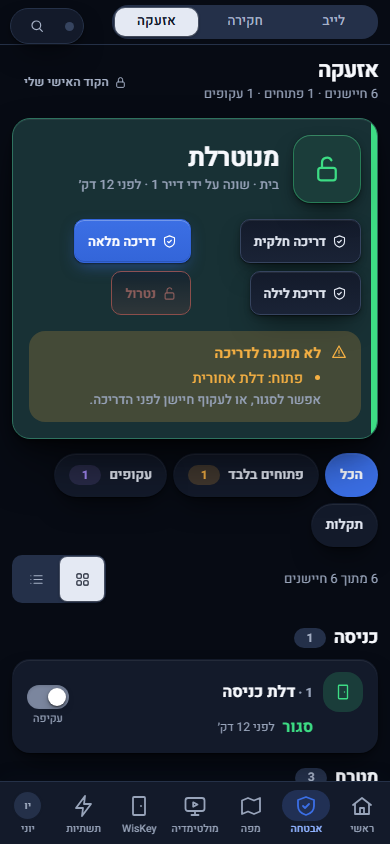 לייב
חקירה
אזעקה
אזעקה
6 חיישנים · 1 פתוחים · 1 עקופים
הקוד האישי שלי
מנוטרלת
בית · שונה על ידי דייר 1 · לפני 12 דק׳
דריכה חלקית
דריכה מלאה
דריכת לילה
נטרול
לא מוכנה לדריכה
• פתוח: דלת אחורית
אפשר לסגור, או לעקוף חיישן לפני הדריכה.
הכל
פתוחים בלבד 1
עקופים 1
תקלות
6 מתוך 6 חיישנים
כניסה 1
1 · דלת כניסה
סגור לפני 12 דק׳
עקיפה
3
ראשי
אבטחה
מפה
מולטימדיה
WisKey
תשתיות
יו
יוני